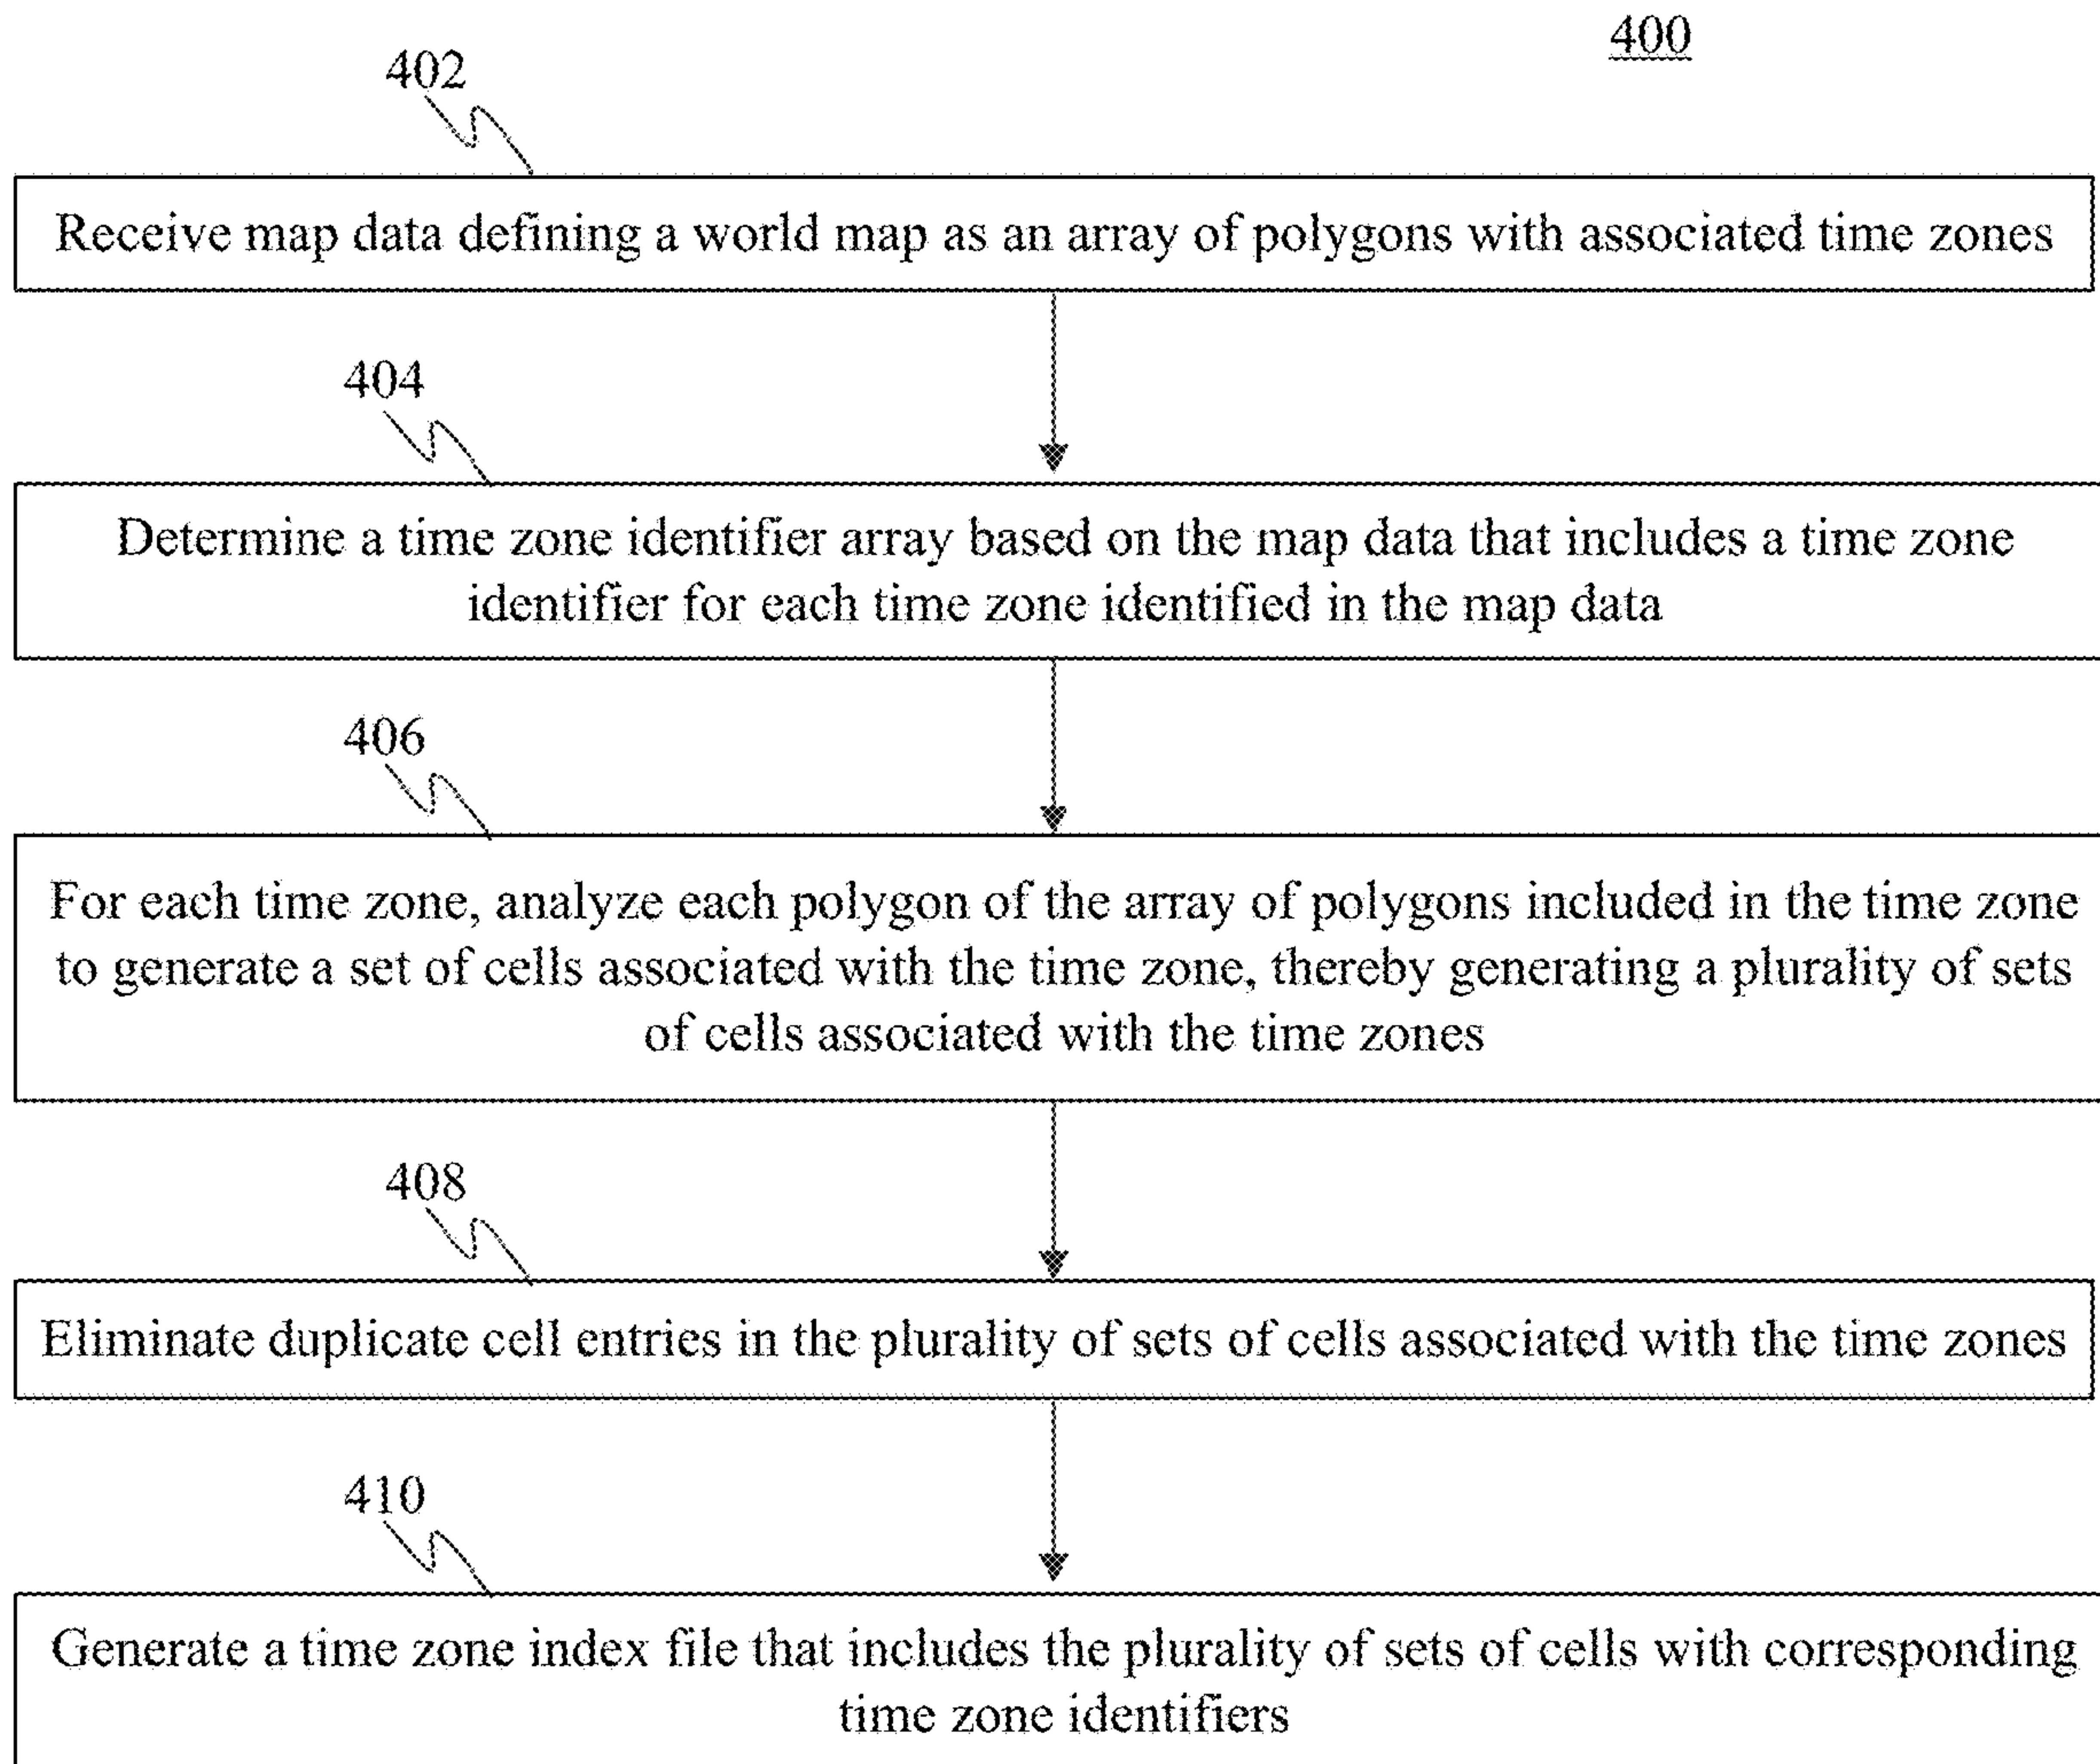 400
402
Receive map data defining a world map as an array of polygons with associated time zones
404
Determine a time zone identifier array based on the map data that includes a time zone
identifier for each time zone identified in the map data
406
For each time zone, analyze each polygon of the array of polygons included in the time zone
to generate a set of cells associated with the time zone, thereby generating a plurality of sets
of cells associated with the time zones
408
Eliminate duplicate cell entries in the plurality of sets of cells associated with the time zones
410
Generate a time zone index file that includes the plurality of sets of cells with corresponding
time zone identifiers